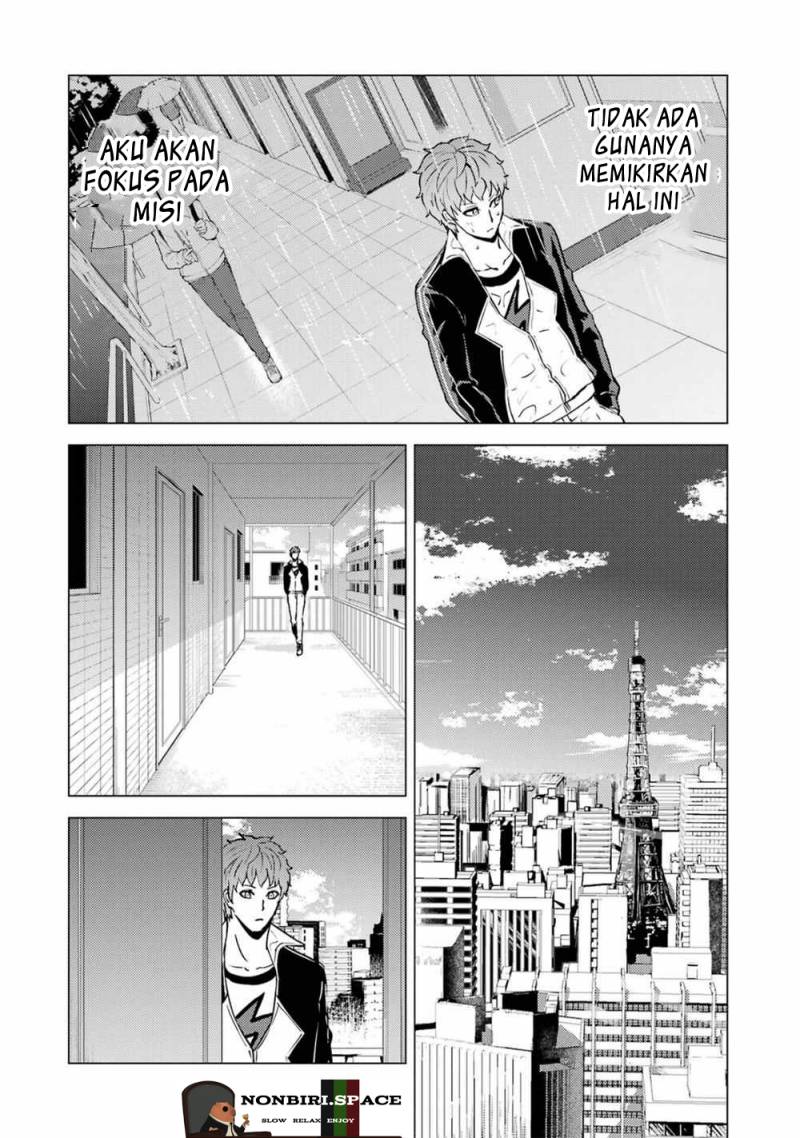 TIDAK ADA
GUNANYA
MEMIKIRKAN
HAL INI
AKU AKAN
FOKUS PADA
MISI
NONBIRI.SPACE
SLOW RELAX ENJOY